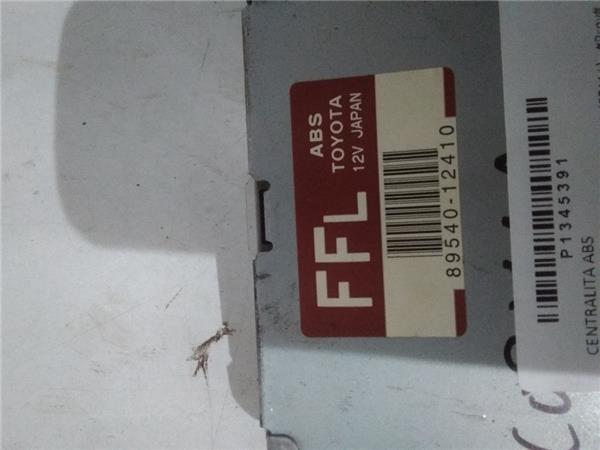 ABS
TOYOTA
12V JAPAN
FFL
89540-12410
P1345391
CENTRALITA ABS